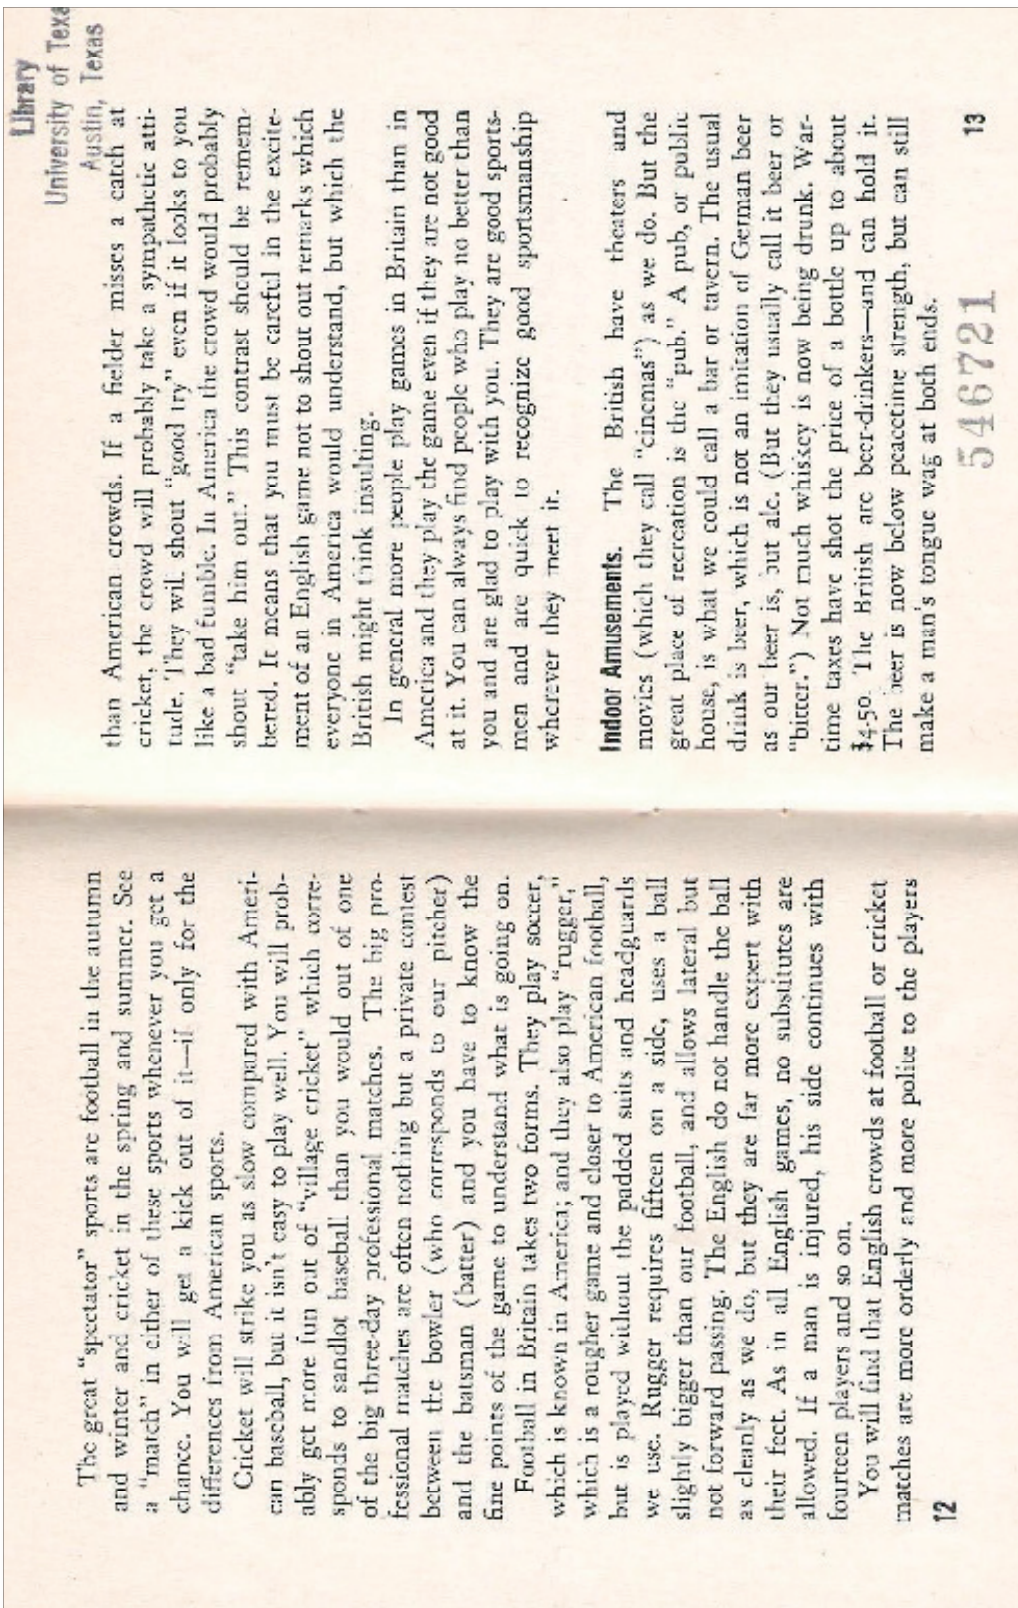 The great “spectator” sports are football in the autumn
and winter and cricket in the spring and summer. See
a “match” in either of these sports whenever you get a
chance. You will get a kick out of it—if only for the
differences from American sports.
Cricket will strike you as slow compared with Ameri-
can baseball, but it isn't easy to play well. You will prob-
ably get more fun out of “village cricket” which corre-
sponds to sandlot baseball than you would out of one
of the big three-day professional matches. The big pro-
fessional matches are often nothing but a private contest
between the bowler (who corresponds to our pitcher)
and the batsman (batter) and you have to know the
fine points of the game to understand what is going on.
Football in Britain takes two forms. They play soccer,
which is known in America; and they also play “rugger,”
which is a rougher game and closer to American football,
but is played without the padded suits and headguards
we use. Rugger requires fifteen on a side, uses a ball
slightly bigger than our football, and allows lateral but
not forward passing. The English do not handle the ball
as cleanly as we do, but they are far more expert with
their feet. As in all English games, no substitutes are
allowed. If a man is injured, his side continues with
fourteen players and so on.
You will find that English crowds at football or cricket
matches are more orderly and more polite to the players
12
Library
University of Texa
Austin, Texas
than American crowds. If a fielder misses a catch at
cricket, the crowd will probably take a sympathetic atti-
tude. They will shout “good try” even if it looks to you
like a bad fumble. In America the crowd would probably
shout “take him out.” This contrast should be remem-
bered. It means that you must be careful in the excite-
ment of an English game not to shout out remarks which
everyone in America would understand, but which the
British might think insulting.
In general more people play games in Britain than in
America and they play the game even if they are not good
at it. You can always find people who play no better than
you and are glad to play with you. They are good sports-
men and are quick to recognize good sportsmanship
wherever they meet it.
Indoor Amusements. The British have theaters and
movies (which they call “cinemas”) as we do. But the
great place of recreation is the “pub.” A pub, or public
house, is what we could call a bar or tavern. The usual
drink is beer, which is not an imitation of German beer
as our beer is, but ale. (But they usually call it beer or
“bitter.”) Not much whiskey is now being drunk. War-
time taxes have shot the price of a bottle up to about
$4.50. The British are beer-drinkers—and can hold it.
The beer is now below peacetime strength, but can still
make a man's tongue wag at both ends.
546721
13